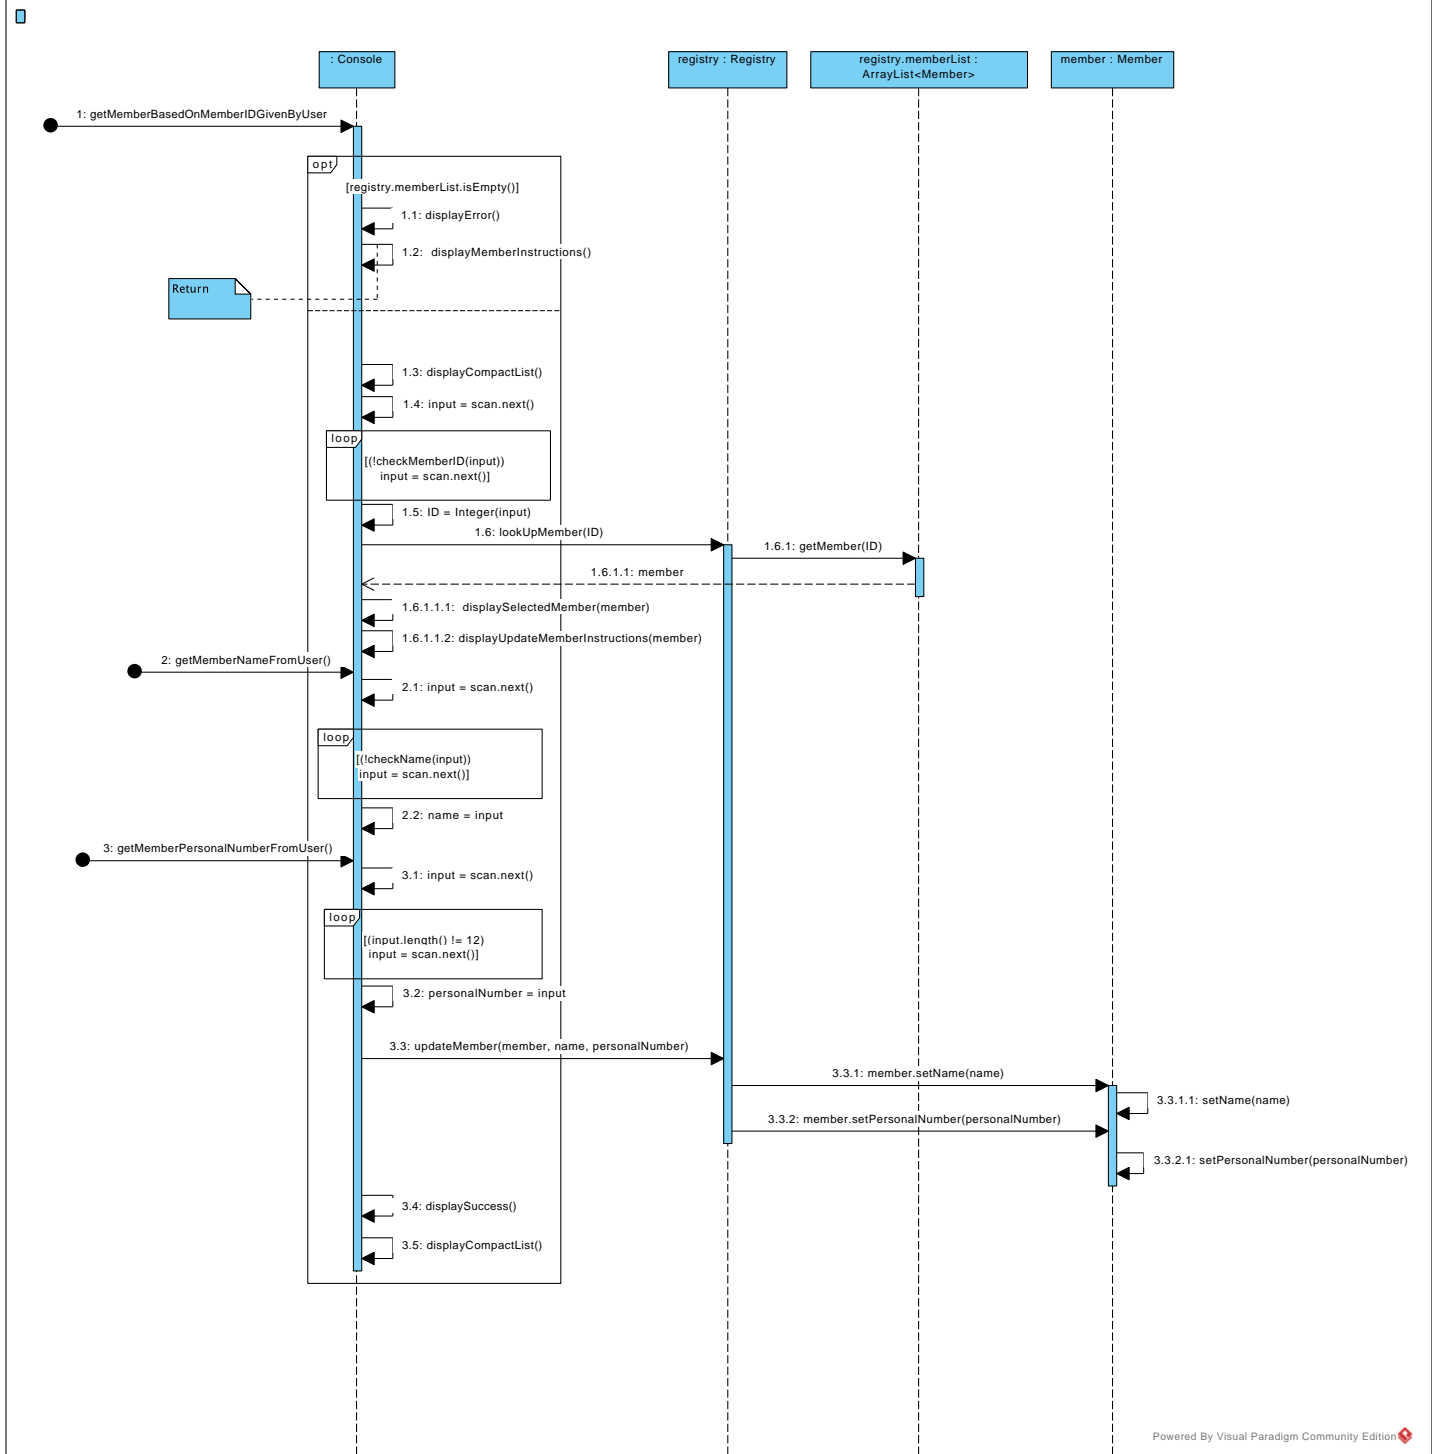 : Console
registry : Registry
registry.memberList :
ArrayList<Member>
member : Member
1: getMemberBasedOnMemberIDGivenByUser
opt
[registry.memberList.isEmpty()]
1.1: displayError()
1.2: displayMemberInstructions()
Return
1.3: displayCompactList()
1.4: input = scan.next()
loop
[(!checkMemberID(input))
input = scan.next()]
1.5: ID = Integer(input)
1.6: lookUpMember(ID)
1.6.1: getMember(ID)
1.6.1.1: member
1.6.1.1.1: displaySelectedMember(member)
1.6.1.1.2: displayUpdateMemberInstructions(member)
2: getMemberNameFromUser()
2.1: input = scan.next()
loop
[(!checkName(input))
input = scan.next()]
2.2: name = input
3: getMemberPersonalNumberFromUser()
3.1: input = scan.next()
loop
[(input.length() != 12)
input = scan.next()]
3.2: personalNumber = input
3.3: updateMember(member, name, personalNumber)
3.3.1: member.setName(name)
3.3.1.1: setName(name)
3.3.2: member.setPersonalNumber(personalNumber)
3.3.2.1: setPersonalNumber(personalNumber)
3.4: displaySuccess()
3.5: displayCompactList()
Powered By Visual Paradigm Community Edition